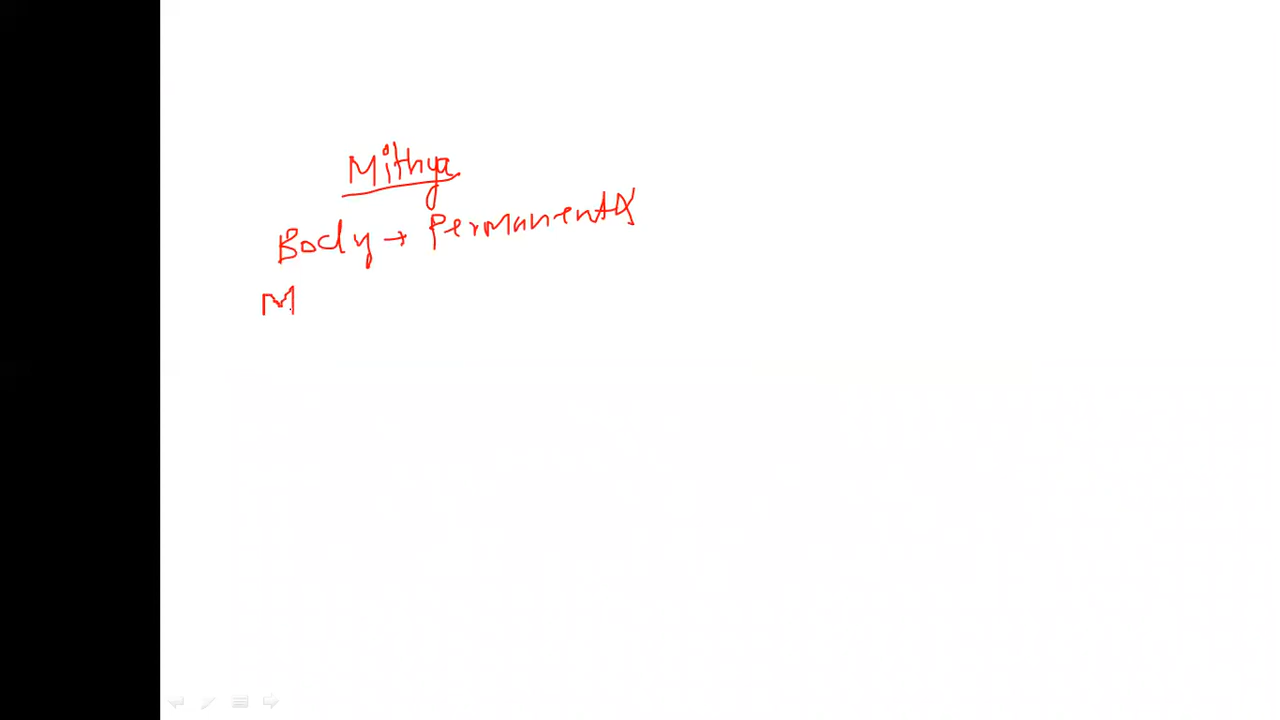 Mithya
Body → Permanent X
M